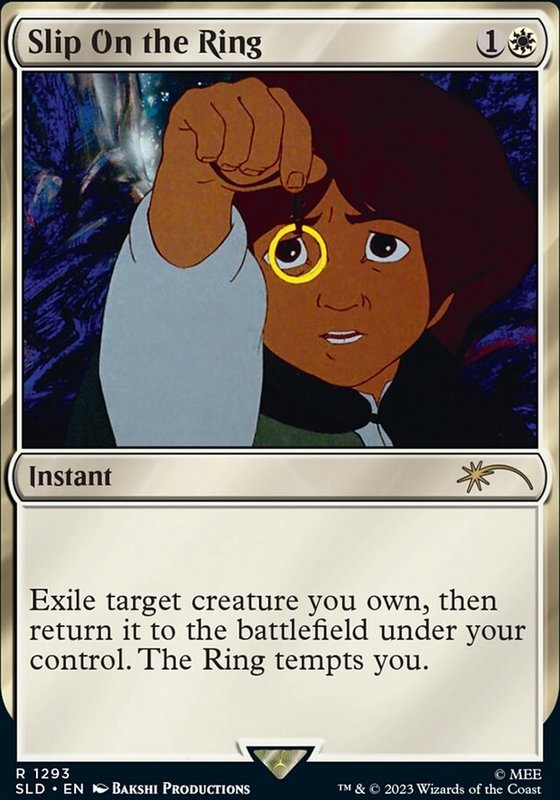 Slip On the Ring 1
Instant
Exile target creature you own, then
return it to the battlefield under your
control. The Ring tempts you.
R 1293 © MEE
SLD • EN Bakshi Productions ™ & © 2023 Wizards of the Coast